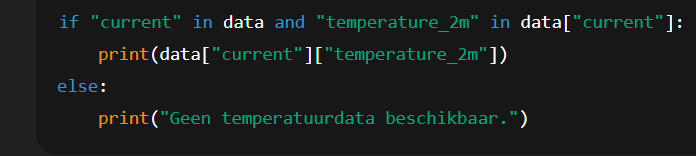 if "current" in data and "temperature_2m" in data["current"]:
    print(data["current"]["temperature_2m"])
else:
    print("Geen temperatuurdata beschikbaar.")